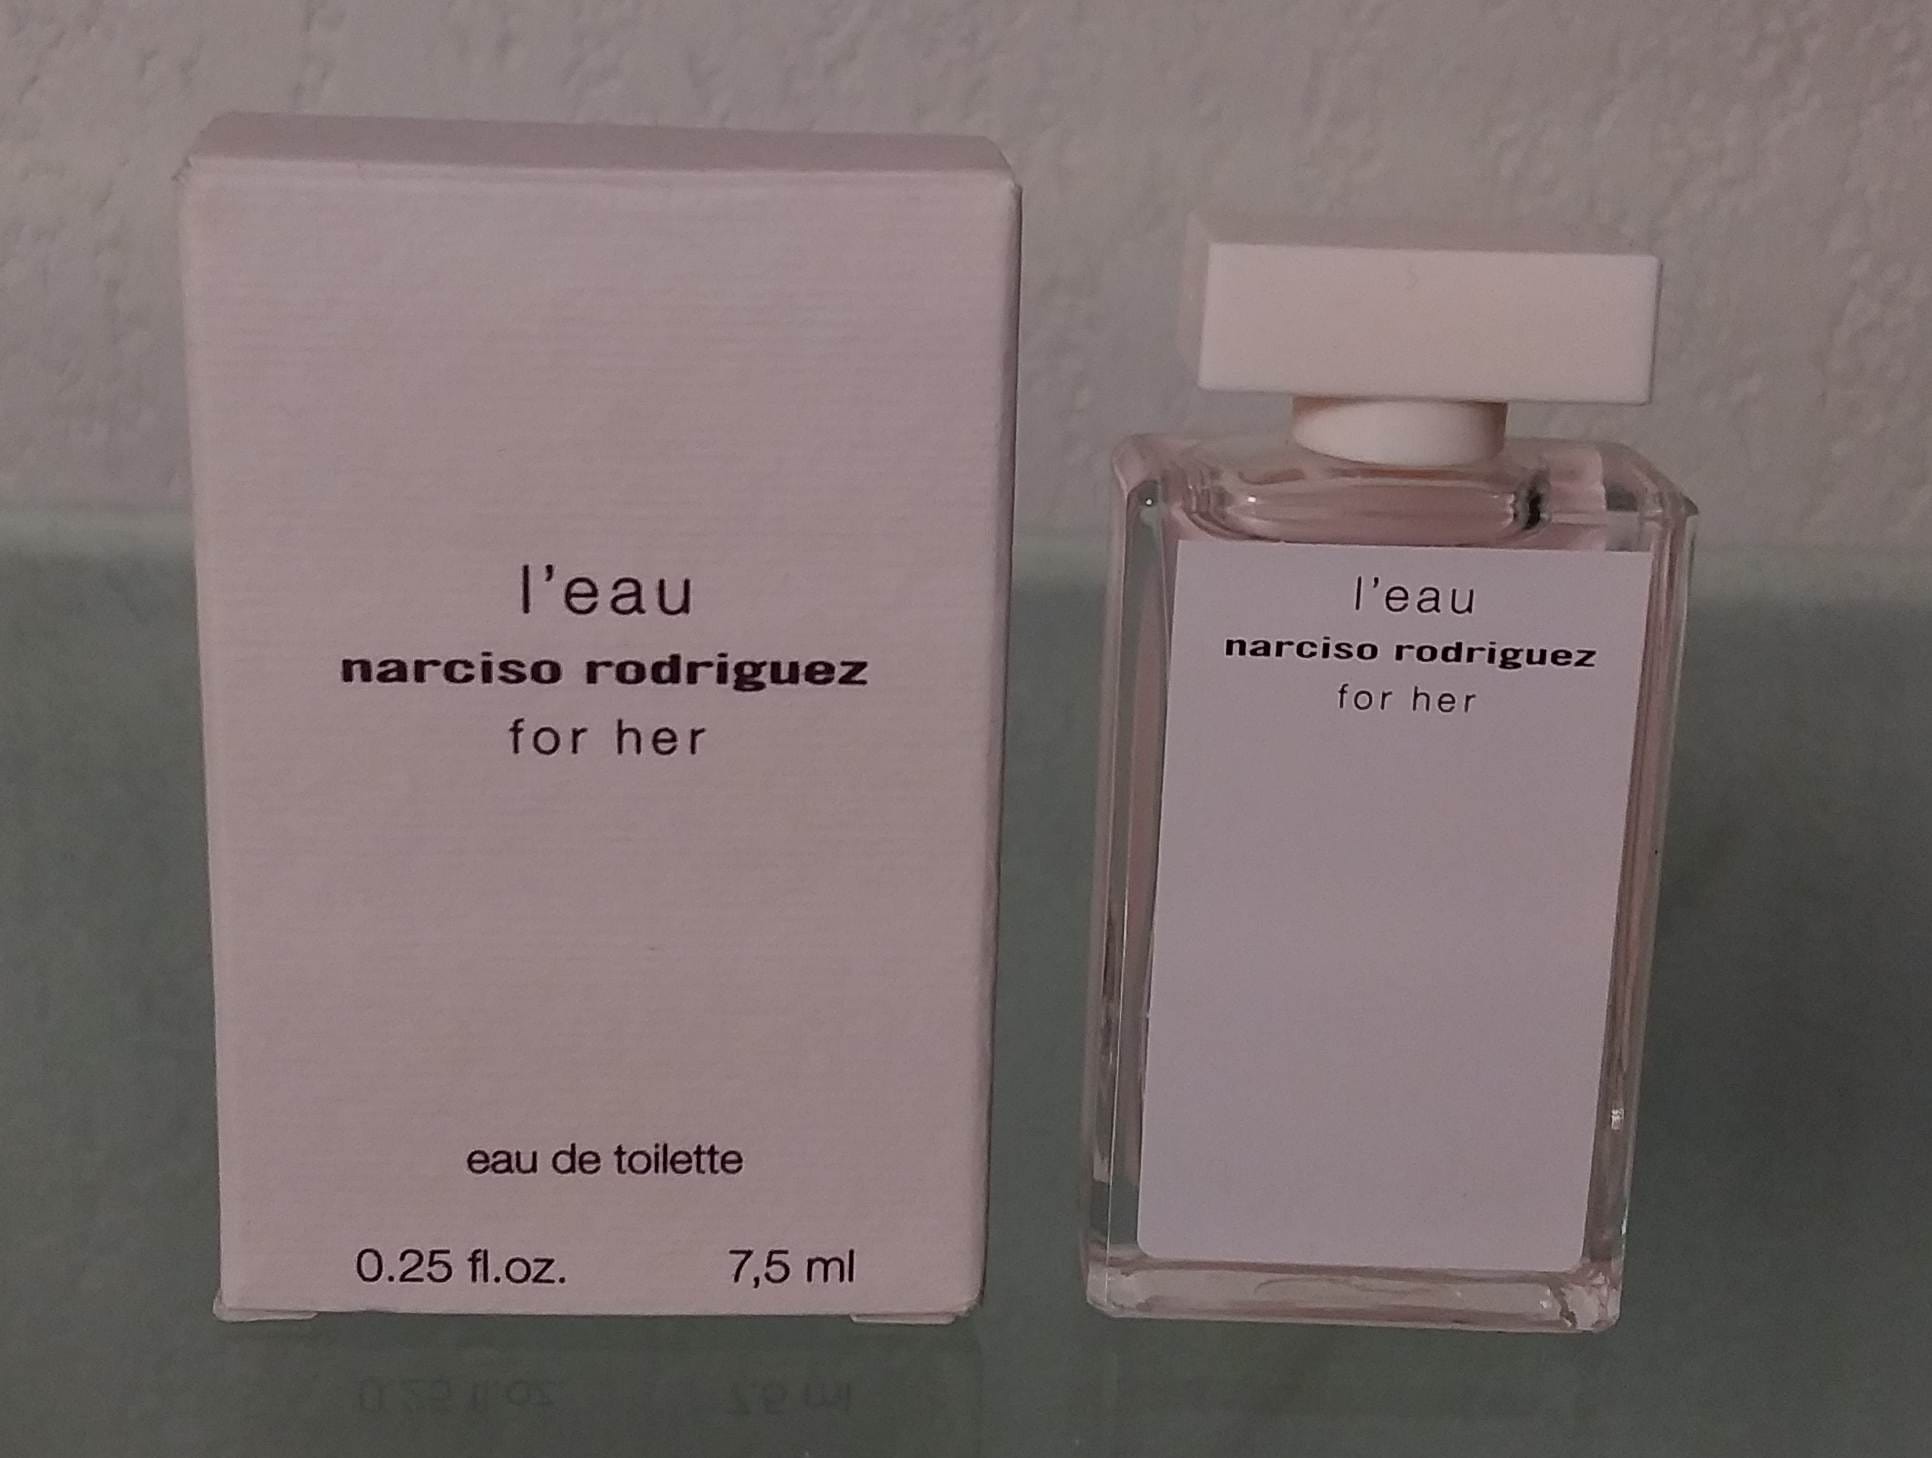 l'eau
narciso rodriguez
for her
eau de toilette
0.25 fl.oz. 7,5 ml
l'eau
narciso rodriguez
for her